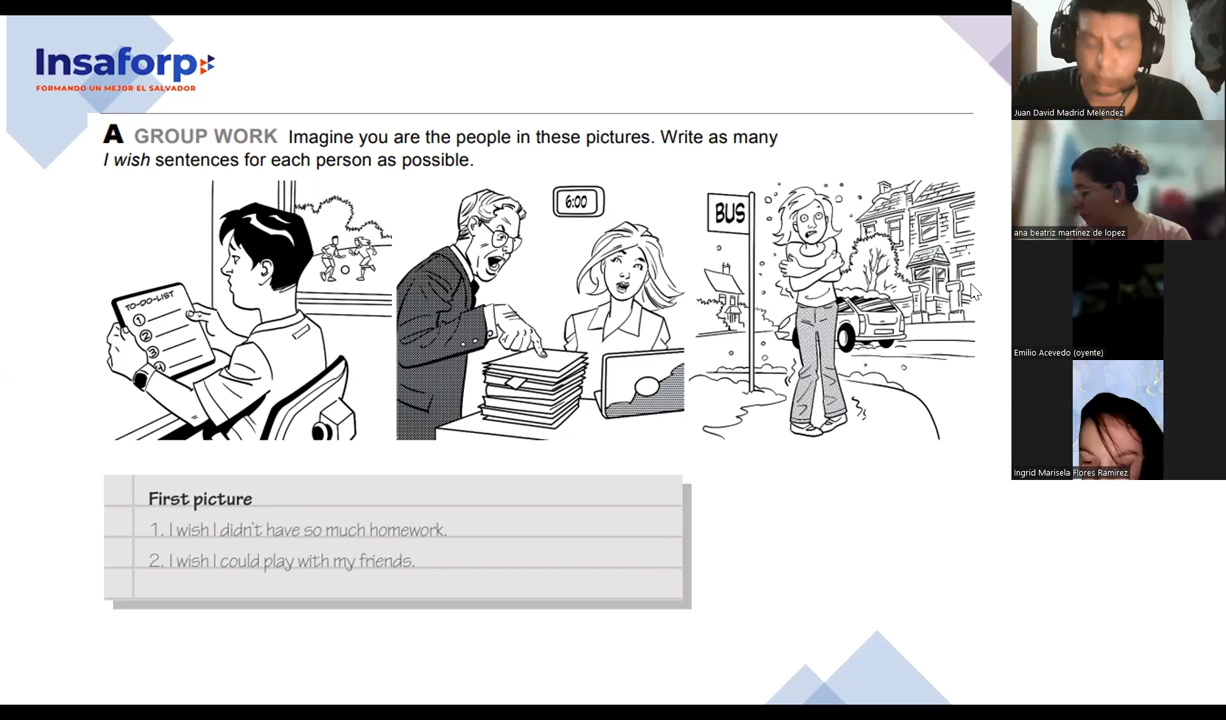 Insaforp
FORMANDO UN MEJOR EL SALVADOR
A GROUP WORK Imagine you are the people in these pictures. Write as many
I wish sentences for each person as possible.
TO-DO-LIST
1
2
3
6:00
BUS
First picture
1. I wish I didn't have so much homework.
2. I wish I could play with my friends.
Juan David Madrid Meléndez
ana beatriz martinez de lopez
Emilio Acevedo (oyente)
Ingrid Marisela Flores Ramirez